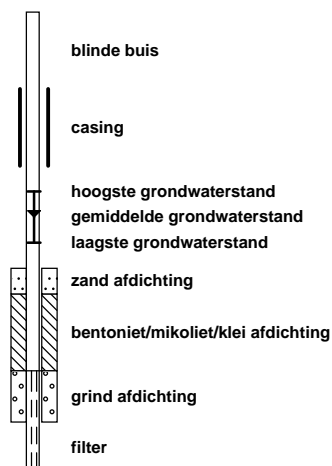 blinde buis
casing
hoogste grondwaterstand
gemiddelde grondwaterstand
laagste grondwaterstand
zand afdichting
bentoniet/mikoliet/klei afdichting
grind afdichting
filter